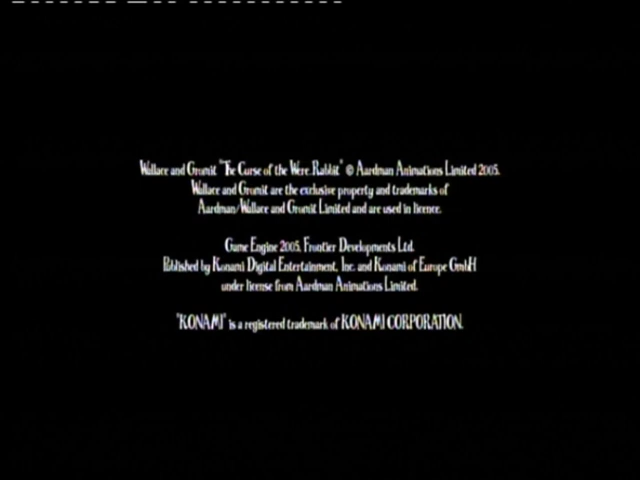 Wallace and Gromit "The Curse of the Were Rabbit" © Aardman Animations Limited 2005.
Wallace and Gromit are the exclusive property and trademarks of
Aardman/Wallace and Gromit Limited and are used in licence.
Game Engine 2005, Frontier Developments Ltd.
Published by Konami Digital Entertainment, Inc. and Konami of Europe GmbH
under license from Aardman Animations Limited.
"KONAMI" is a registered trademark of KONAMI CORPORATION.